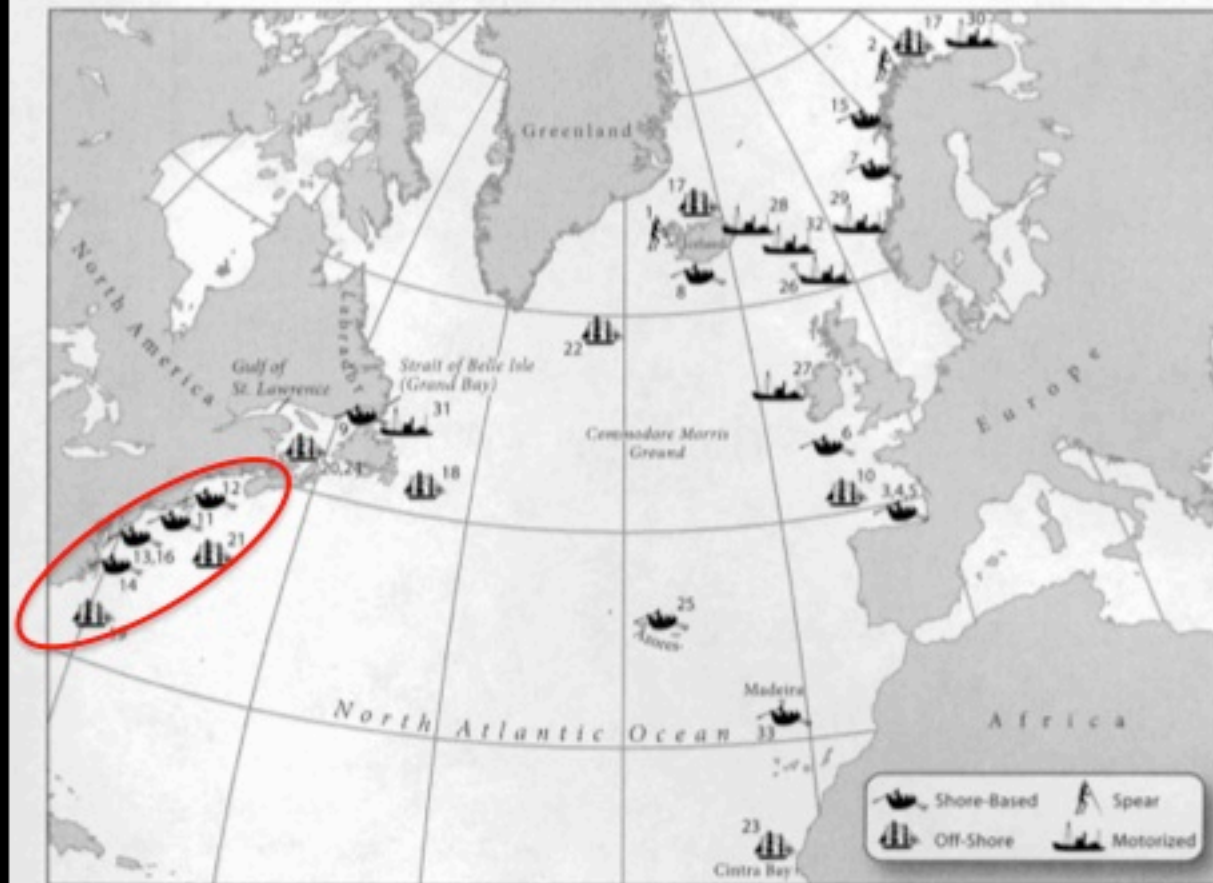 17
30
2
Greenland
15
7
17
28
29
1
32
Iceland
8
26
North America
Labrador
22
Gulf of
St. Lawrence
Strait of Belle Isle
(Grand Bay)
27
Europe
31
9
Commodore Morris
Ground
6
20,24
18
10
3,4,5
12
11
21
13,16
14
19
25
Azores
Madeira
North Atlantic Ocean
33
Africa
Shore-Based
Spear
23
Off-Shore
Motorized
Cintra Bay